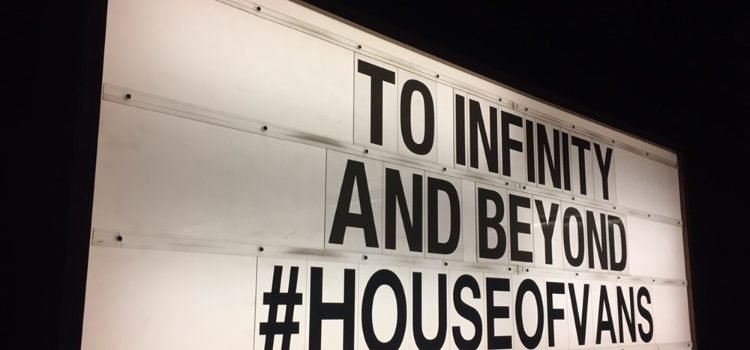 TO INFINITY
AND BEYOND
#HOUSEOFVANS